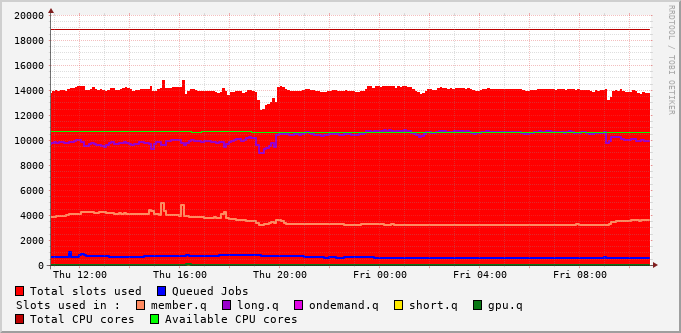 RRDTOOL / TOBI OETIKER
20000
18000
16000
14000
12000
10000
8000
6000
4000
2000
0
Thu 12:00 Thu 16:00 Thu 20:00 Fri 00:00 Fri 04:00 Fri 08:00
Total slots used Queued Jobs
Slots used in : member.q long.q ondemand.q short.q gpu.q
Total CPU cores Available CPU cores